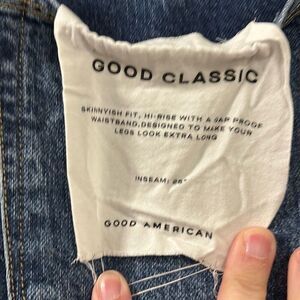 GOOD CLASSIC
SKINNYISH FIT, HI-RISE WITH A GAP PROOF
WAISTBAND. DESIGNED TO MAKE YOUR
LEGS LOOK EXTRA LONG
INSEAM: 28"
GOOD AMERICAN